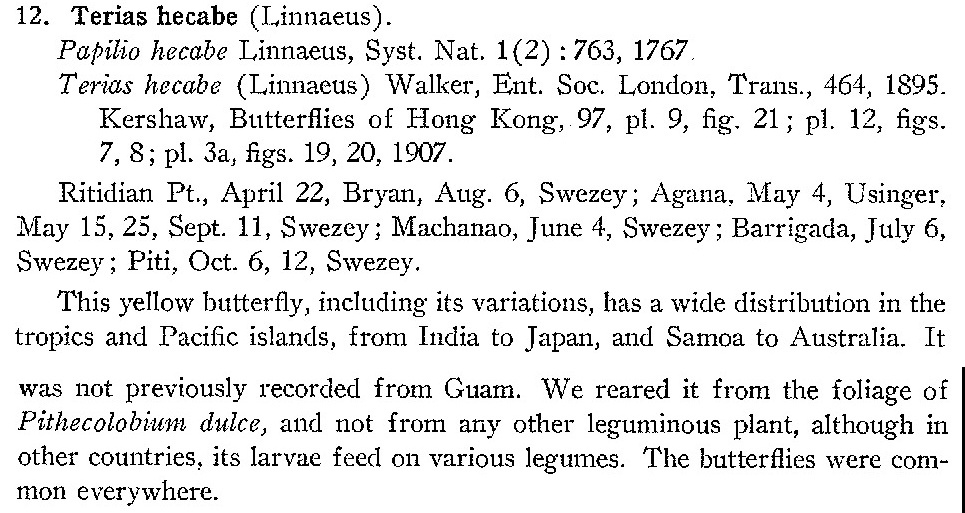 12. Terias hecabe (Linnaeus).
Papilio hecabe Linnaeus, Syst. Nat. 1(2) : 763, 1767.
Terias hecabe (Linnaeus) Walker, Ent. Soc. London, Trans., 464, 1895.
Kershaw, Butterflies of Hong Kong, 97, pl. 9, fig. 21; pl. 12, figs.
7, 8; pl. 3a, figs. 19, 20, 1907.
Ritidian Pt., April 22, Bryan, Aug. 6, Swezey; Agana, May 4, Usinger,
May 15, 25, Sept. 11, Swezey; Machanao, June 4, Swezey; Barrigada, July 6,
Swezey; Piti, Oct. 6, 12, Swezey.
This yellow butterfly, including its variations, has a wide distribution in the
tropics and Pacific islands, from India to Japan, and Samoa to Australia. It
was not previously recorded from Guam. We reared it from the foliage of
Pithecolobium dulce, and not from any other leguminous plant, although in
other countries, its larvae feed on various legumes. The butterflies were com-
mon everywhere.